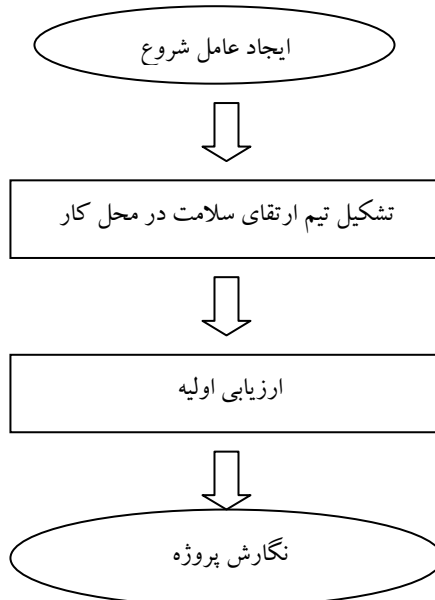 ایجاد عامل شروع
تشکیل تیم ارتقای سلامت در محل کار
ارزیابی اولیه
نگارش پروژه